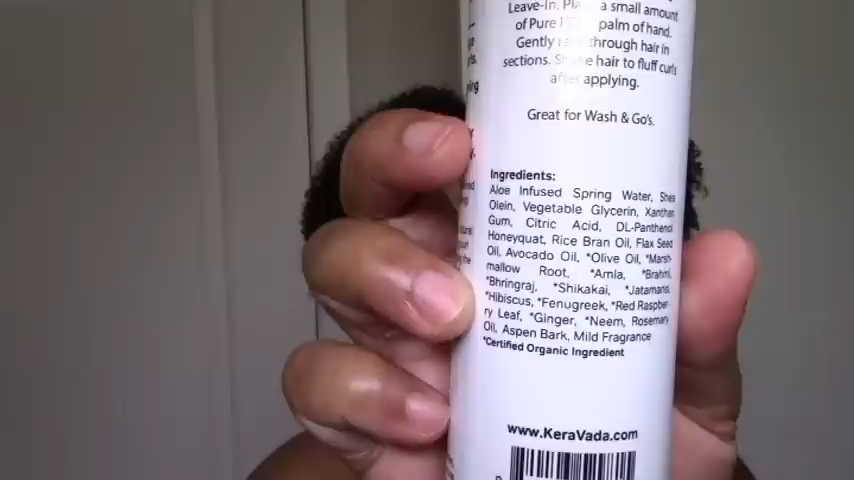 Leave-In. a small amount
of Pure palm of hand.
Gently through hair in
sections. hair to fluff curls
after applying.
Great for Wash & Go's.
Ingredients:
Aloe Infused Spring Water, Shea
Olein, Vegetable Glycerin, Xanthan
Gum, Citric Acid, DL-Panthenol
Honeyquat, Rice Bran Oil, Flax Seed
Oil, Avocado Oil, *Olive Oil, *Marsh-
mallow Root, *Amla, *Brahmi,
*Bhringraj, *Shikakai, *Jatamansi,
*Hibiscus, *Fenugreek, *Red Raspber-
ry Leaf, *Ginger, *Neem, Rosemary
Oil, Aspen Bark, Mild Fragrance
*Certified Organic Ingredient
www.KeraVada.com